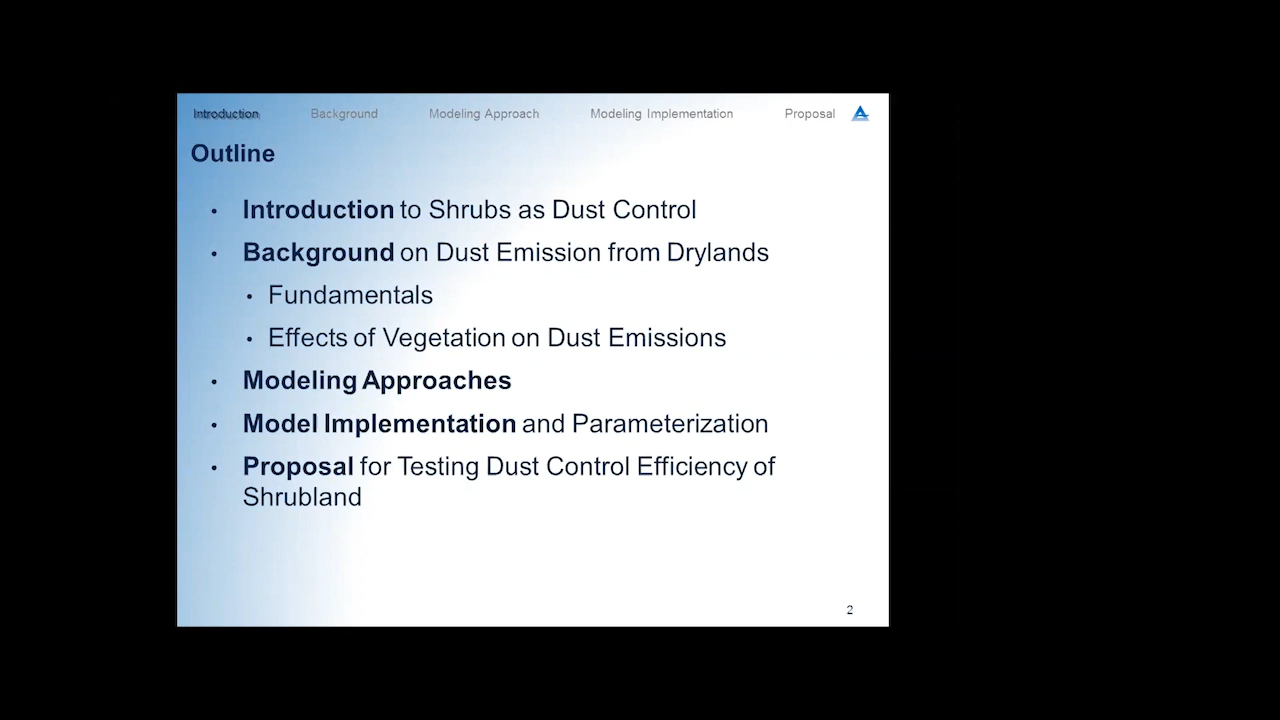 Introduction Background Modeling Approach Modeling Implementation Proposal
Outline
• Introduction to Shrubs as Dust Control
• Background on Dust Emission from Drylands
• Fundamentals
• Effects of Vegetation on Dust Emissions
• Modeling Approaches
• Model Implementation and Parameterization
• Proposal for Testing Dust Control Efficiency of
Shrubland
2